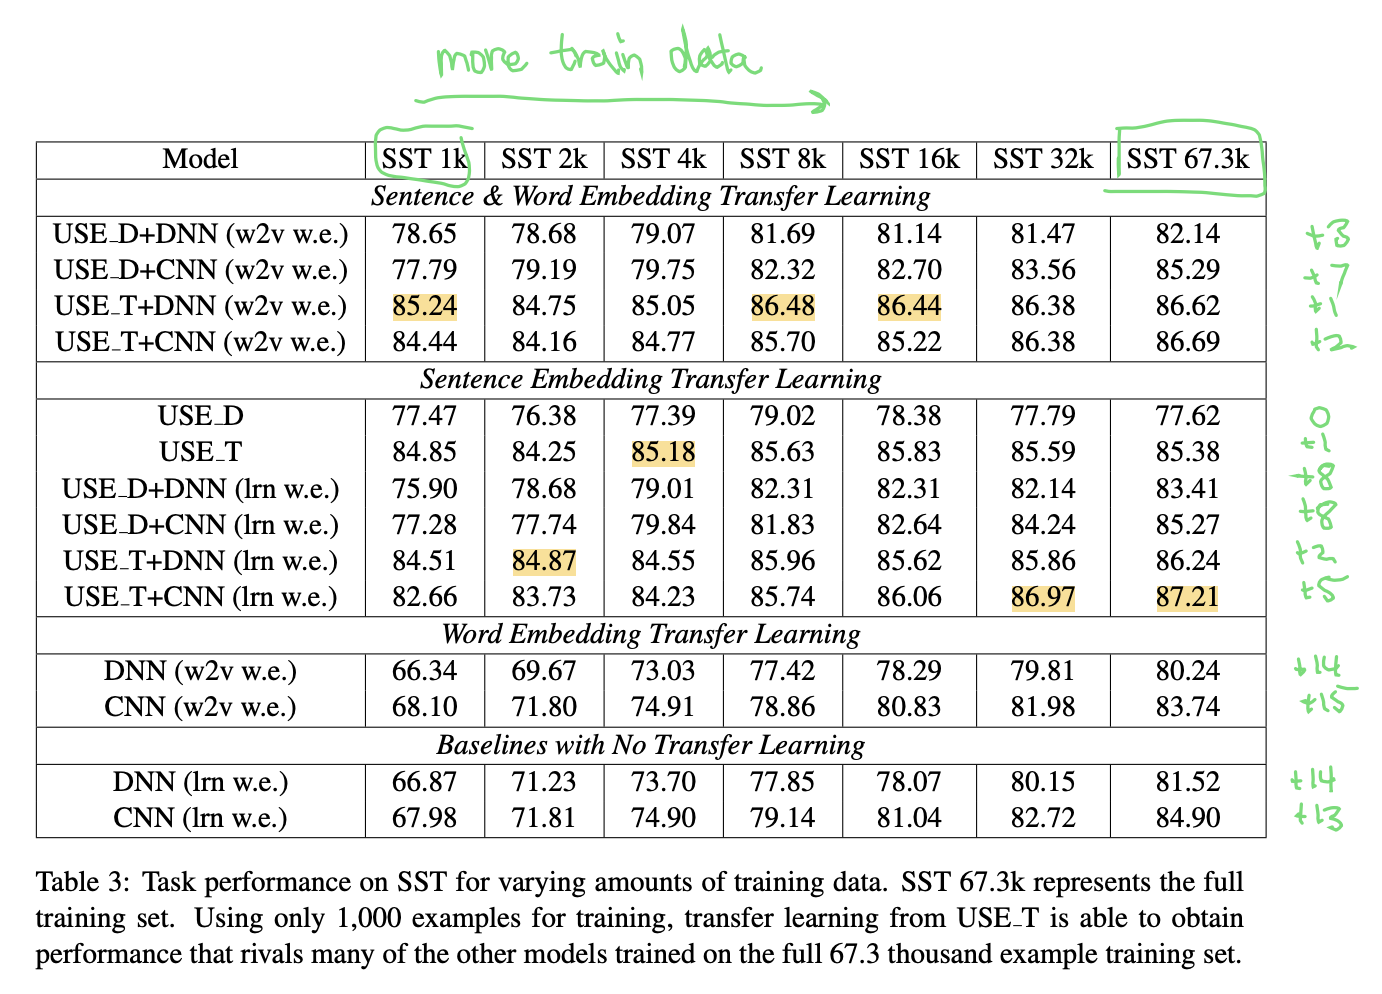 more train data
Model SST 1k SST 2k SST 4k SST 8k SST 16k SST 32k SST 67.3k
Sentence & Word Embedding Transfer Learning
USE_D+DNN (w2v w.e.) 78.65 78.68 79.07 81.69 81.14 81.47 82.14 +3
USE_D+CNN (w2v w.e.) 77.79 79.19 79.75 82.32 82.70 83.56 85.29 +7
USE_T+DNN (w2v w.e.) 85.24 84.75 85.05 86.48 86.44 86.38 86.62 +1
USE_T+CNN (w2v w.e.) 84.44 84.16 84.77 85.70 85.22 86.38 86.69 +2
Sentence Embedding Transfer Learning
USE_D 77.47 76.38 77.39 79.02 78.38 77.79 77.62 0
USE_T 84.85 84.25 85.18 85.63 85.83 85.59 85.38 +1
USE_D+DNN (lrn w.e.) 75.90 78.68 79.01 82.31 82.31 82.14 83.41 +8
USE_D+CNN (lrn w.e.) 77.28 77.74 79.84 81.83 82.64 84.24 85.27 +8
USE_T+DNN (lrn w.e.) 84.51 84.87 84.55 85.96 85.62 85.86 86.24 +2
USE_T+CNN (lrn w.e.) 82.66 83.73 84.23 85.74 86.06 86.97 87.21 +5
Word Embedding Transfer Learning
DNN (w2v w.e.) 66.34 69.67 73.03 77.42 78.29 79.81 80.24 +14
CNN (w2v w.e.) 68.10 71.80 74.91 78.86 80.83 81.98 83.74 +15
Baselines with No Transfer Learning
DNN (lrn w.e.) 66.87 71.23 73.70 77.85 78.07 80.15 81.52 +14
CNN (lrn w.e.) 67.98 71.81 74.90 79.14 81.04 82.72 84.90 +13
Table 3: Task performance on SST for varying amounts of training data. SST 67.3k represents the full
training set. Using only 1,000 examples for training, transfer learning from USE_T is able to obtain
performance that rivals many of the other models trained on the full 67.3 thousand example training set.